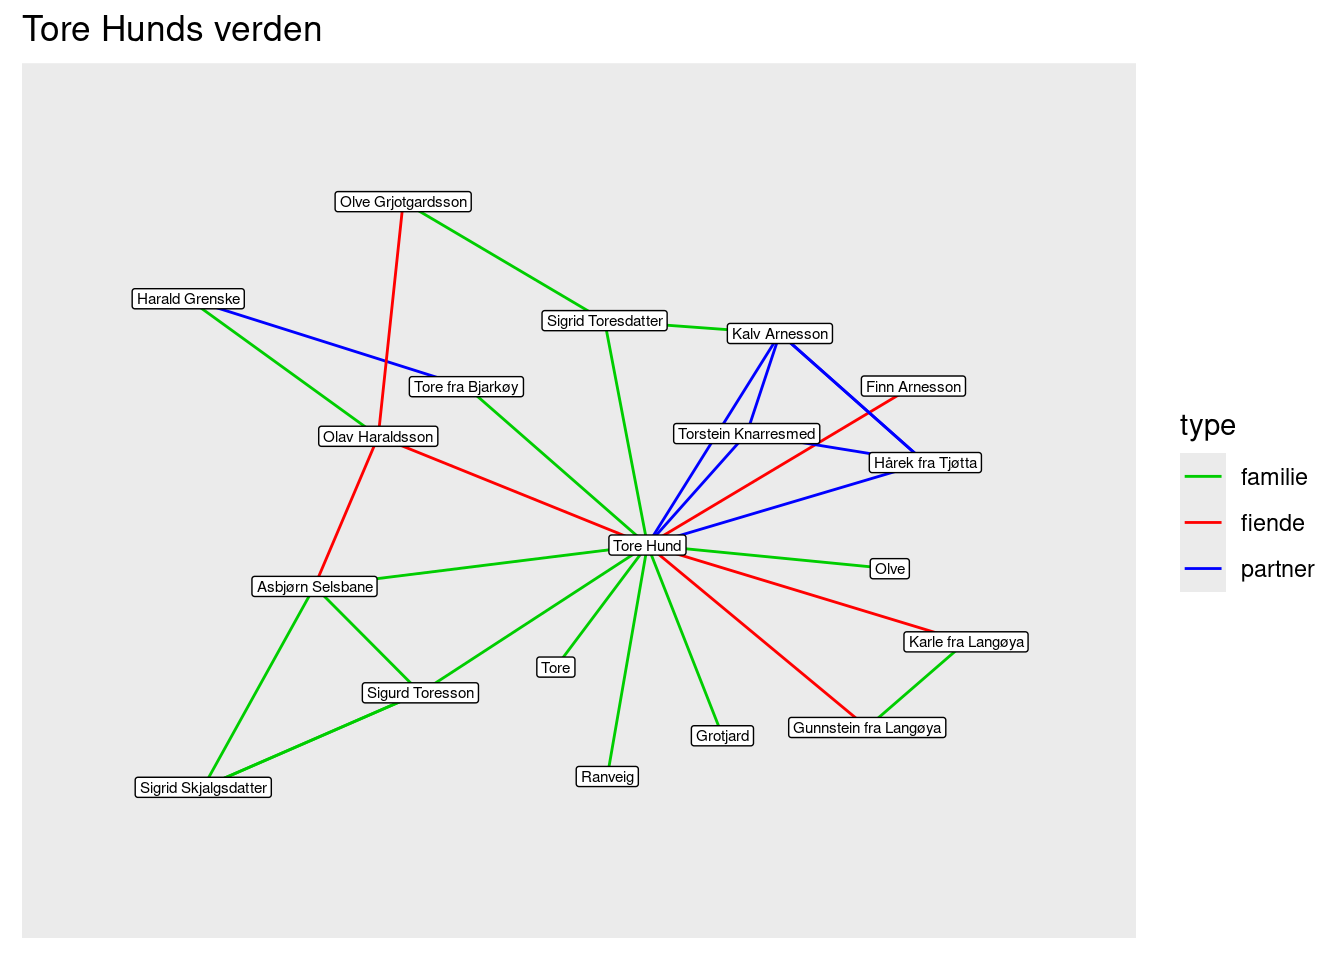 Tore Hunds verden
Olve Grjotgardsson
Harald Grenske
Sigrid Toresdatter
Kalv Arnesson
Tore fra Bjarkøy
Finn Arnesson
Olav Haraldsson
Torstein Knarresmed
Hårek fra Tjøtta
Tore Hund
Olve
Asbjørn Selsbane
Karle fra Langøya
Tore
Sigurd Toresson
Gunnstein fra Langøya
Grotjard
Ranveig
Sigrid Skjalgsdatter
type
familie
fiende
partner